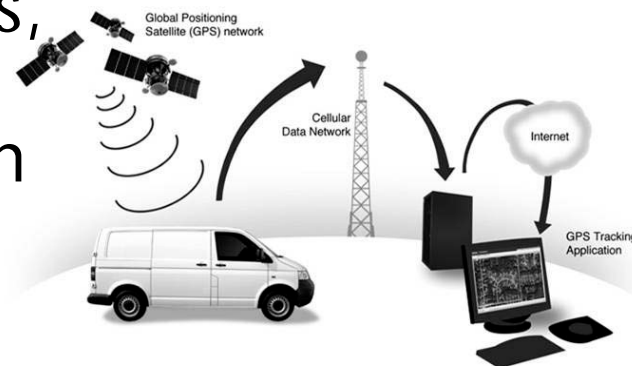 s,
Global Positioning
Satellite (GPS) network
Cellular
Data Network
n
Internet
GPS Tracking
Application